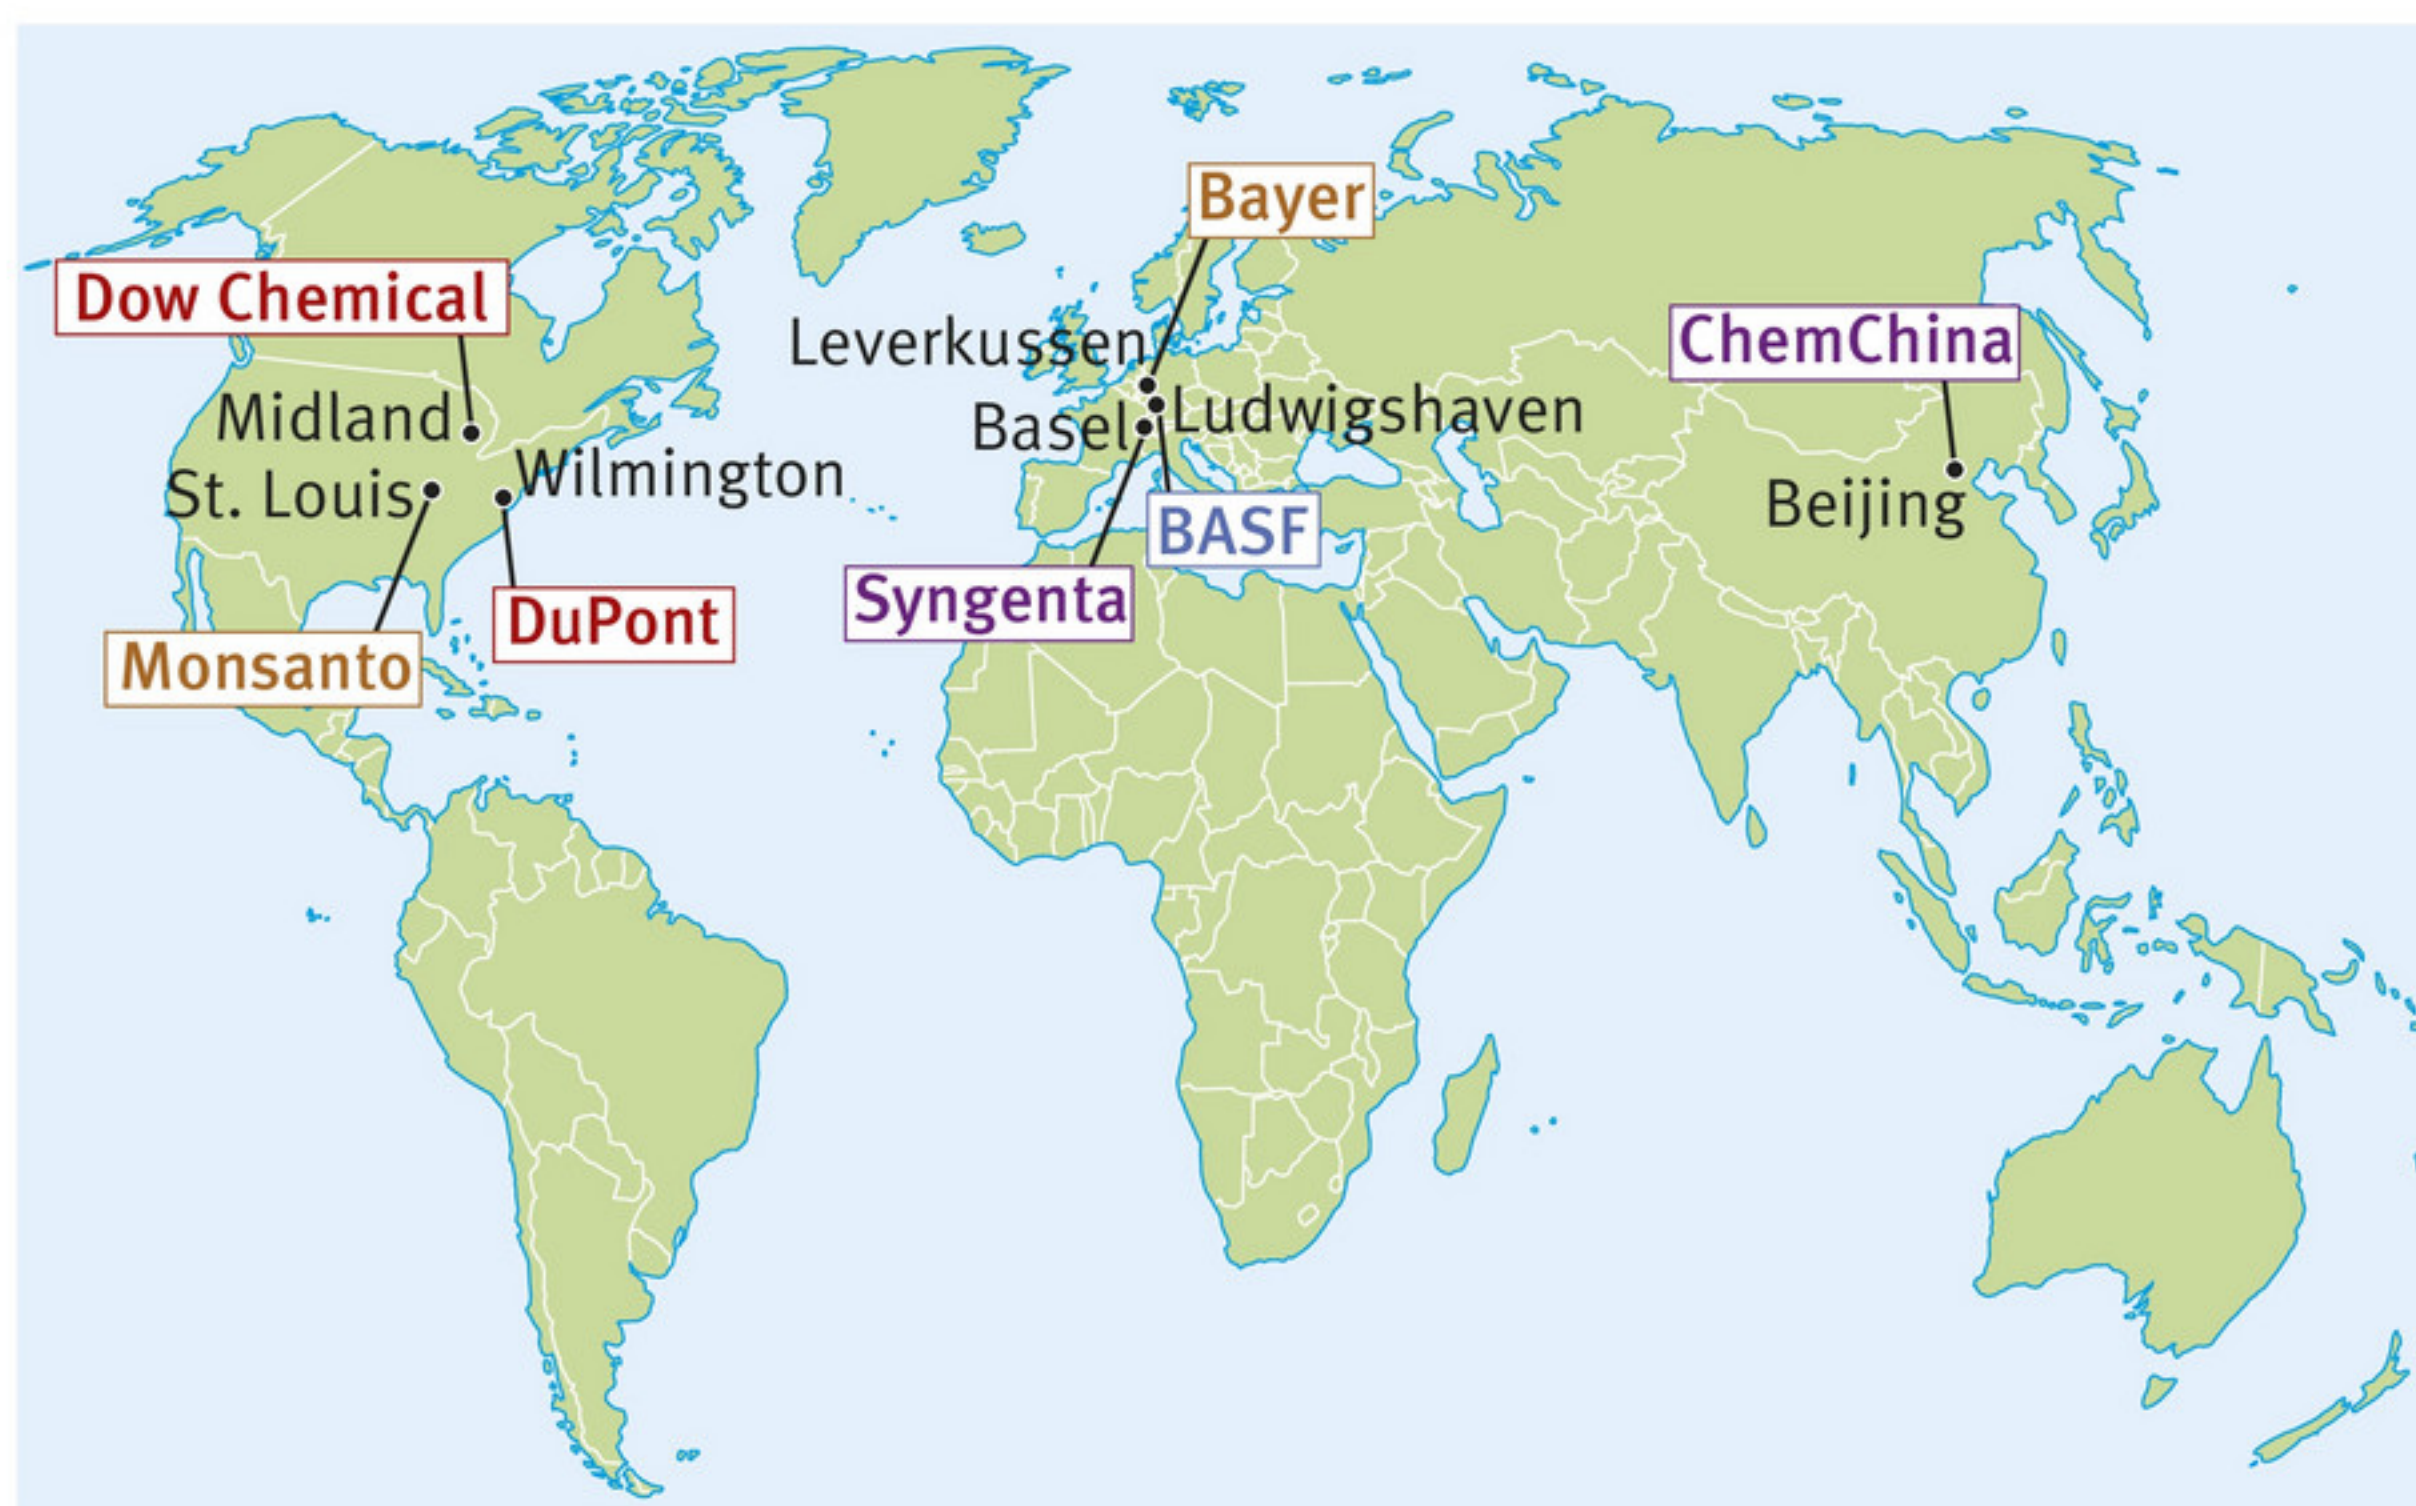 Bayer
Dow Chemical
Leverkussen
ChemChina
Midland
Basel
Ludwigshaven
St. Louis
Wilmington
Beijing
BASF
Syngenta
DuPont
Monsanto